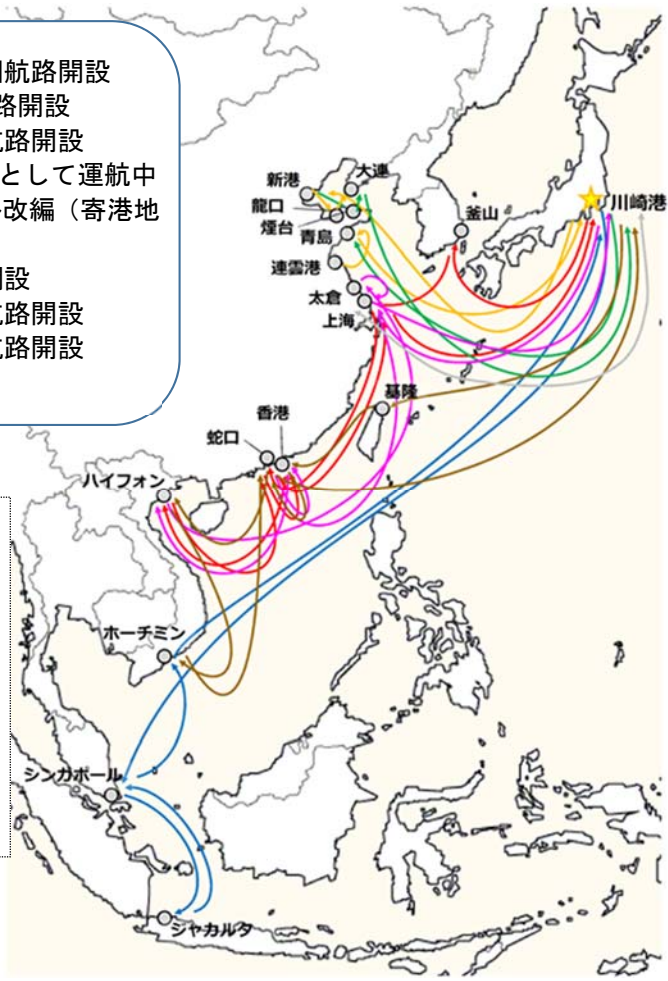 航路開設
路開設
航路開設
として運航中
改編（寄港地
開設
航路開設
航路開設
大連
新港
川崎港
龍口
釜山
煙台
青島
連雲港
太倉
上海
基隆
香港
蛇口
ハイフォン
ホーチミン
シンガポール
ジャカルタ